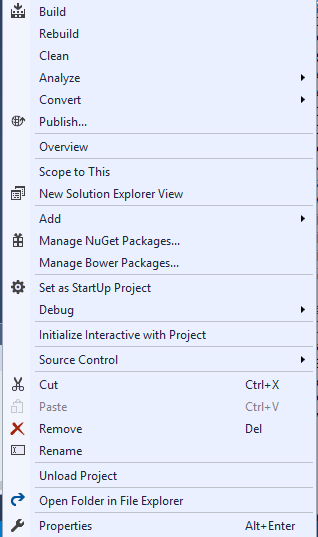 Build
Rebuild
Clean
Analyze
Convert
Publish...
Overview
Scope to This
New Solution Explorer View
Add
Manage NuGet Packages...
Manage Bower Packages...
Set as StartUp Project
Debug
Initialize Interactive with Project
Source Control
Cut Ctrl+X
Paste Ctrl+V
Remove Del
Rename
Unload Project
Open Folder in File Explorer
Properties Alt+Enter